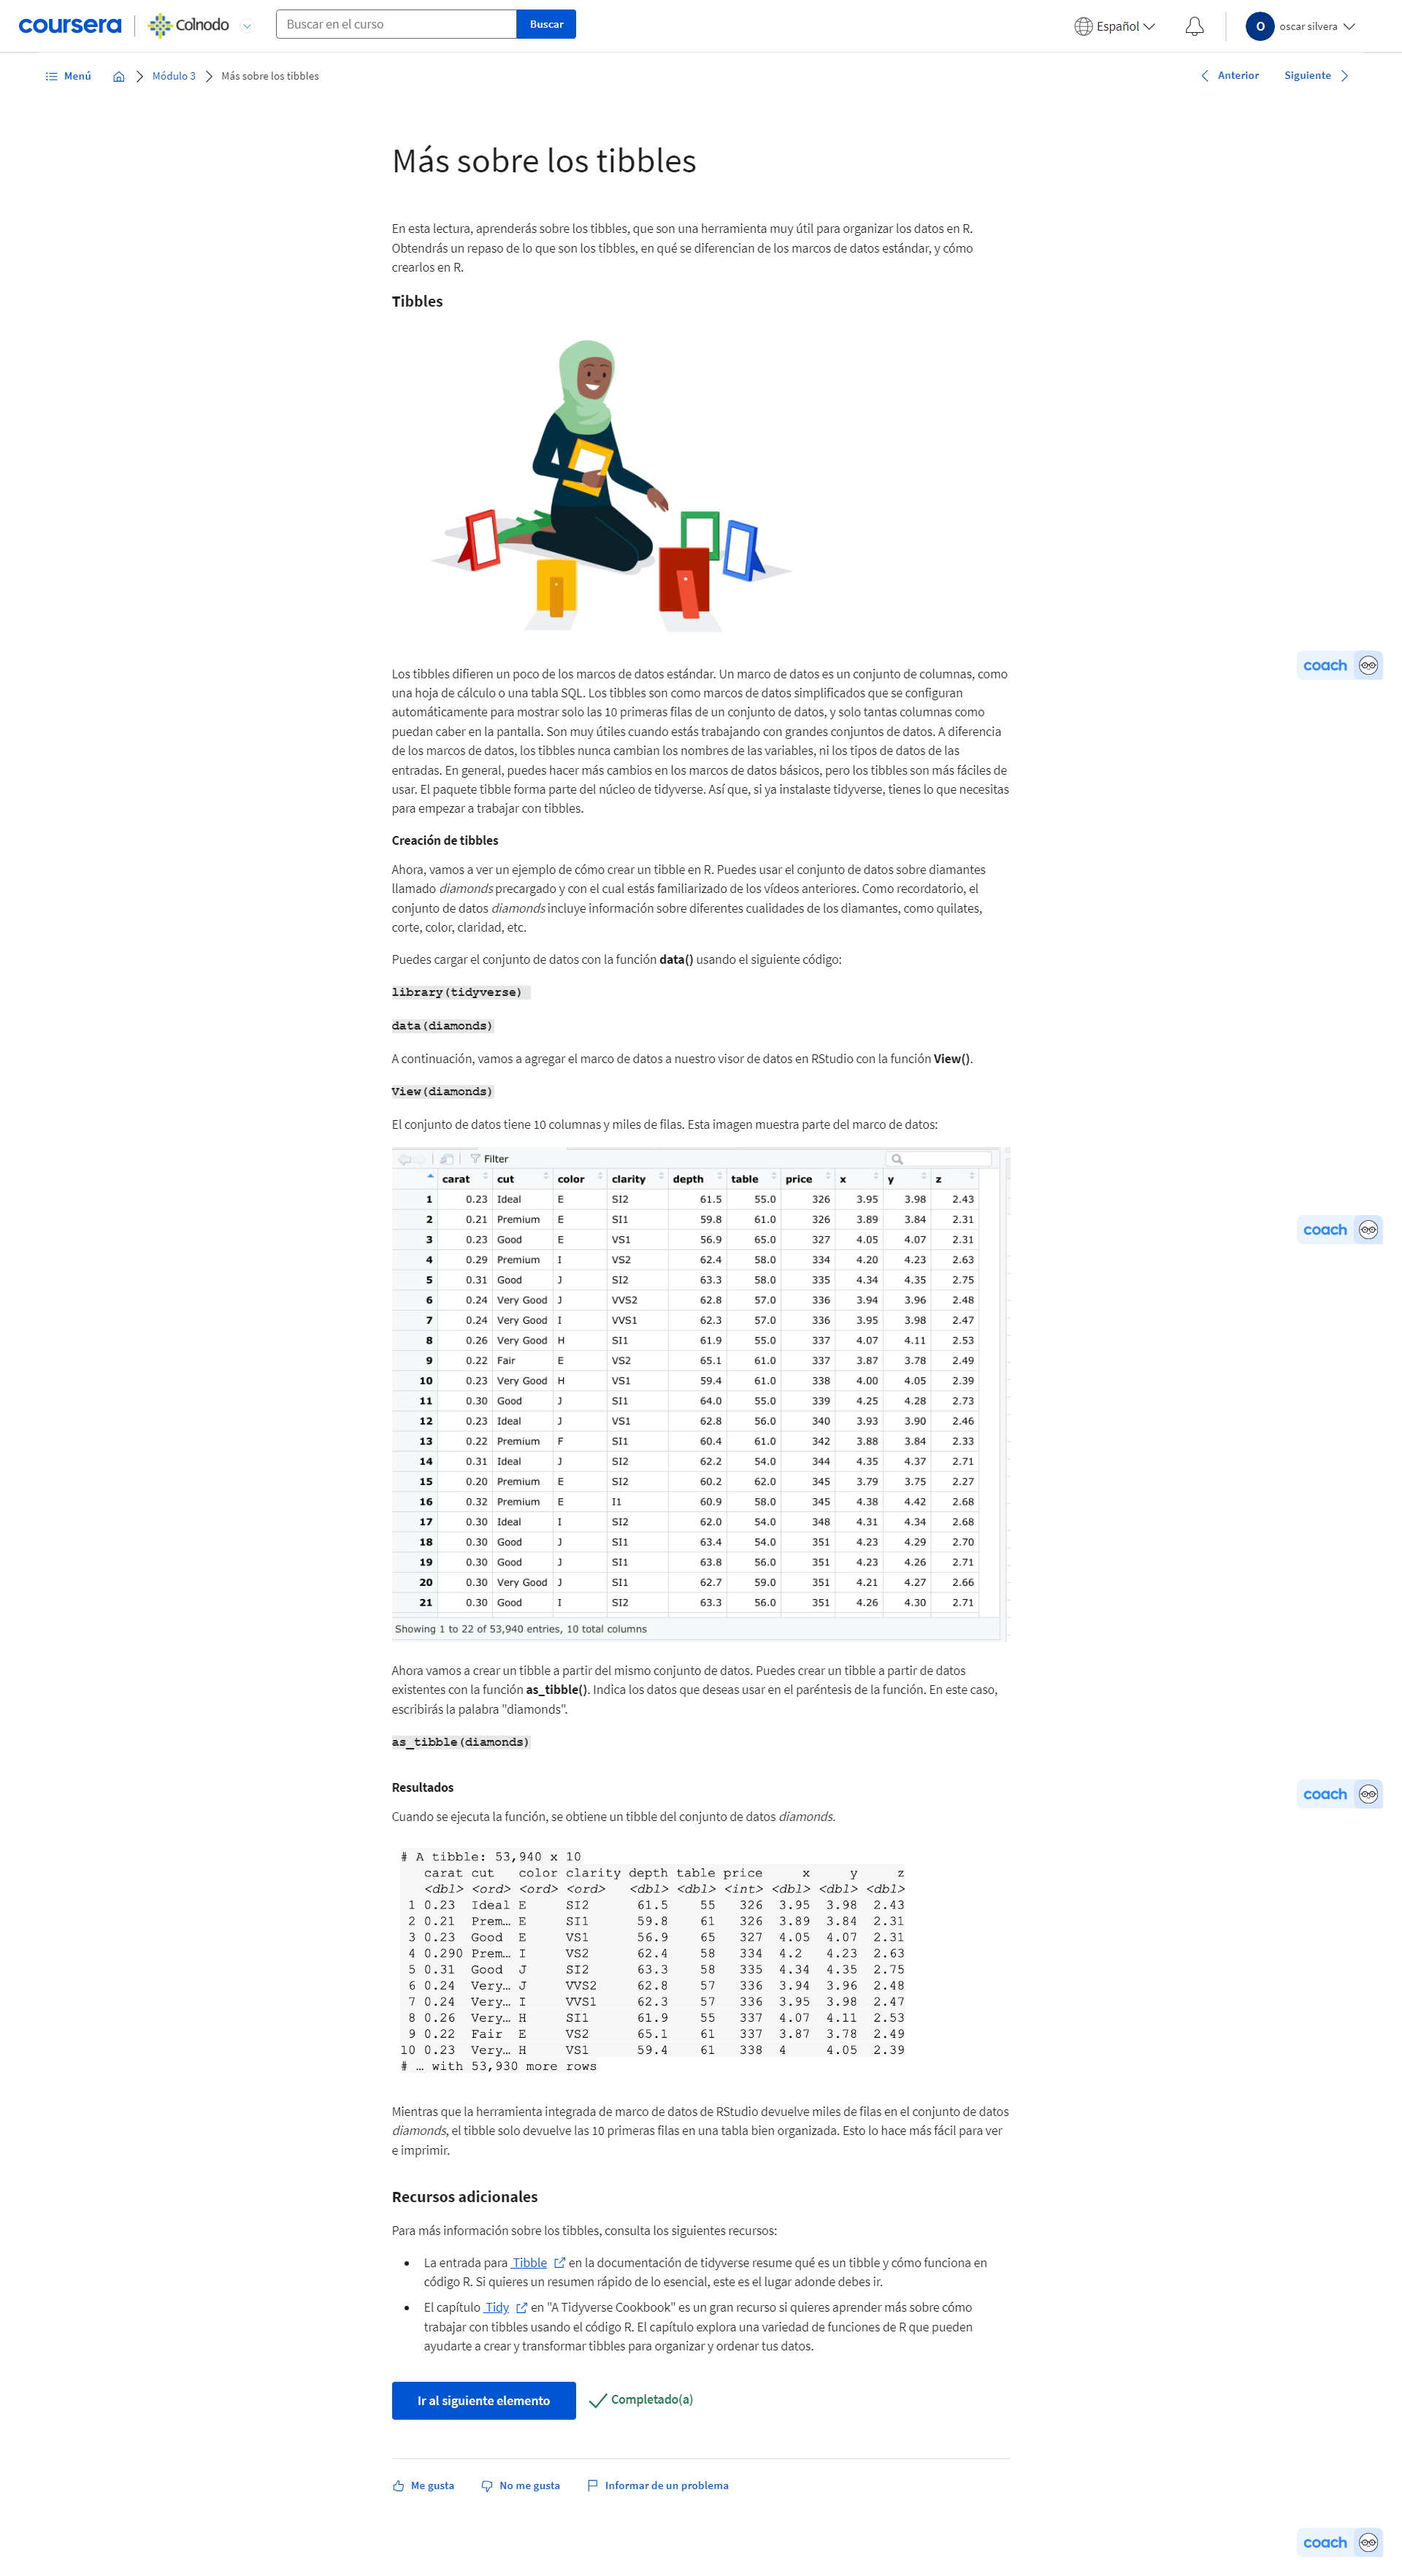 coursera
Colnodo
Buscar en el curso
Buscar
Español
O
oscar silvera
Menú
Módulo 3
Más sobre los tibbles
Anterior
Siguiente
Más sobre los tibbles
En esta lectura, aprenderás sobre los tibbles, que son una herramienta muy útil para organizar los datos en R.
Obtendrás un repaso de lo que son los tibbles, en qué se diferencian de los marcos de datos estándar, y cómo
crearlos en R.
Tibbles
Los tibbles difieren un poco de los marcos de datos estándar. Un marco de datos es un conjunto de columnas, como
una hoja de cálculo o una tabla SQL. Los tibbles son como marcos de datos simplificados que se configuran
automáticamente para mostrar solo las 10 primeras filas de un conjunto de datos, y solo tantas columnas como
puedan caber en la pantalla. Son muy útiles cuando estás trabajando con grandes conjuntos de datos. A diferencia
de los marcos de datos, los tibbles nunca cambian los nombres de las variables, ni los tipos de datos de las
entradas. En general, puedes hacer más cambios en los marcos de datos básicos, pero los tibbles son más fáciles de
usar. El paquete tibble forma parte del núcleo de tidyverse. Así que, si ya instalaste tidyverse, tienes lo que necesitas
para empezar a trabajar con tibbles.
coach
Creación de tibbles
Ahora, vamos a ver un ejemplo de cómo crear un tibble en R. Puedes usar el conjunto de datos sobre diamantes
llamado diamonds precargado y con el cual estás familiarizado de los vídeos anteriores. Como recordatorio, el
conjunto de datos diamonds incluye información sobre diferentes cualidades de los diamantes, como quilates,
corte, color, claridad, etc.
Puedes cargar el conjunto de datos con la función data() usando el siguiente código:
library(tidyverse)
data(diamonds)
A continuación, vamos a agregar el marco de datos a nuestro visor de datos en RStudio con la función View().
View(diamonds)
El conjunto de datos tiene 10 columnas y miles de filas. Esta imagen muestra parte del marco de datos:
Filter
carat cut color clarity depth table price x y z
1 0.23 Ideal E SI2 61.5 55.0 326 3.95 3.98 2.43
2 0.21 Premium E SI1 59.8 61.0 326 3.89 3.84 2.31
coach
3 0.23 Good E VS1 56.9 65.0 327 4.05 4.07 2.31
4 0.29 Premium I VS2 62.4 58.0 334 4.20 4.23 2.63
5 0.31 Good J SI2 63.3 58.0 335 4.34 4.35 2.75
6 0.24 Very Good J VVS2 62.8 57.0 336 3.94 3.96 2.48
7 0.24 Very Good I VVS1 62.3 57.0 336 3.95 3.98 2.47
8 0.26 Very Good H SI1 61.9 55.0 337 4.07 4.11 2.53
9 0.22 Fair E VS2 65.1 61.0 337 3.87 3.78 2.49
10 0.23 Very Good H VS1 59.4 61.0 338 4.00 4.05 2.39
11 0.30 Good J SI1 64.0 55.0 339 4.25 4.28 2.73
12 0.23 Ideal J VS1 62.8 56.0 340 3.93 3.90 2.46
13 0.22 Premium F SI1 60.4 61.0 342 3.88 3.84 2.33
14 0.31 Ideal J SI2 62.2 54.0 344 4.35 4.37 2.71
15 0.20 Premium E SI2 60.2 62.0 345 3.79 3.75 2.27
16 0.32 Premium E I1 60.9 58.0 345 4.38 4.42 2.68
17 0.30 Ideal I SI2 62.0 54.0 348 4.31 4.34 2.68
18 0.30 Good J SI1 63.4 54.0 351 4.23 4.29 2.70
19 0.30 Good J SI1 63.8 56.0 351 4.23 4.26 2.71
20 0.30 Very Good J SI1 62.7 59.0 351 4.21 4.27 2.66
21 0.30 Good I SI2 63.3 56.0 351 4.26 4.30 2.71
Showing 1 to 22 of 53,940 entries, 10 total columns
Ahora vamos a crear un tibble a partir del mismo conjunto de datos. Puedes crear un tibble a partir de datos
existentes con la función as_tibble(). Indica los datos que deseas usar en el paréntesis de la función. En este caso,
escribirás la palabra "diamonds".
as_tibble(diamonds)
Resultados
coach
Cuando se ejecuta la función, se obtiene un tibble del conjunto de datos diamonds.
# A tibble: 53,940 x 10
carat cut color clarity depth table price x y z
<dbl> <ord> <ord> <ord> <dbl> <dbl> <int> <dbl> <dbl> <dbl>
1 0.23 Ideal E SI2 61.5 55 326 3.95 3.98 2.43
2 0.21 Prem… E SI1 59.8 61 326 3.89 3.84 2.31
3 0.23 Good E VS1 56.9 65 327 4.05 4.07 2.31
4 0.290 Prem… I VS2 62.4 58 334 4.2 4.23 2.63
5 0.31 Good J SI2 63.3 58 335 4.34 4.35 2.75
6 0.24 Very… J VVS2 62.8 57 336 3.94 3.96 2.48
7 0.24 Very… I VVS1 62.3 57 336 3.95 3.98 2.47
8 0.26 Very… H SI1 61.9 55 337 4.07 4.11 2.53
9 0.22 Fair E VS2 65.1 61 337 3.87 3.78 2.49
10 0.23 Very… H VS1 59.4 61 338 4 4.05 2.39
# … with 53,930 more rows
Mientras que la herramienta integrada de marco de datos de RStudio devuelve miles de filas en el conjunto de datos
diamonds, el tibble solo devuelve las 10 primeras filas en una tabla bien organizada. Esto lo hace más fácil para ver
e imprimir.
Recursos adicionales
Para más información sobre los tibbles, consulta los siguientes recursos:
• La entrada para Tibble en la documentación de tidyverse resume qué es un tibble y cómo funciona en
código R. Si quieres un resumen rápido de lo esencial, este es el lugar adonde debes ir.
• El capítulo Tidy en "A Tidyverse Cookbook" es un gran recurso si quieres aprender más sobre cómo
trabajar con tibbles usando el código R. El capítulo explora una variedad de funciones de R que pueden
ayudarte a crear y transformar tibbles para organizar y ordenar tus datos.
Ir al siguiente elemento
Completado(a)
Me gusta
No me gusta
Informar de un problema
coach